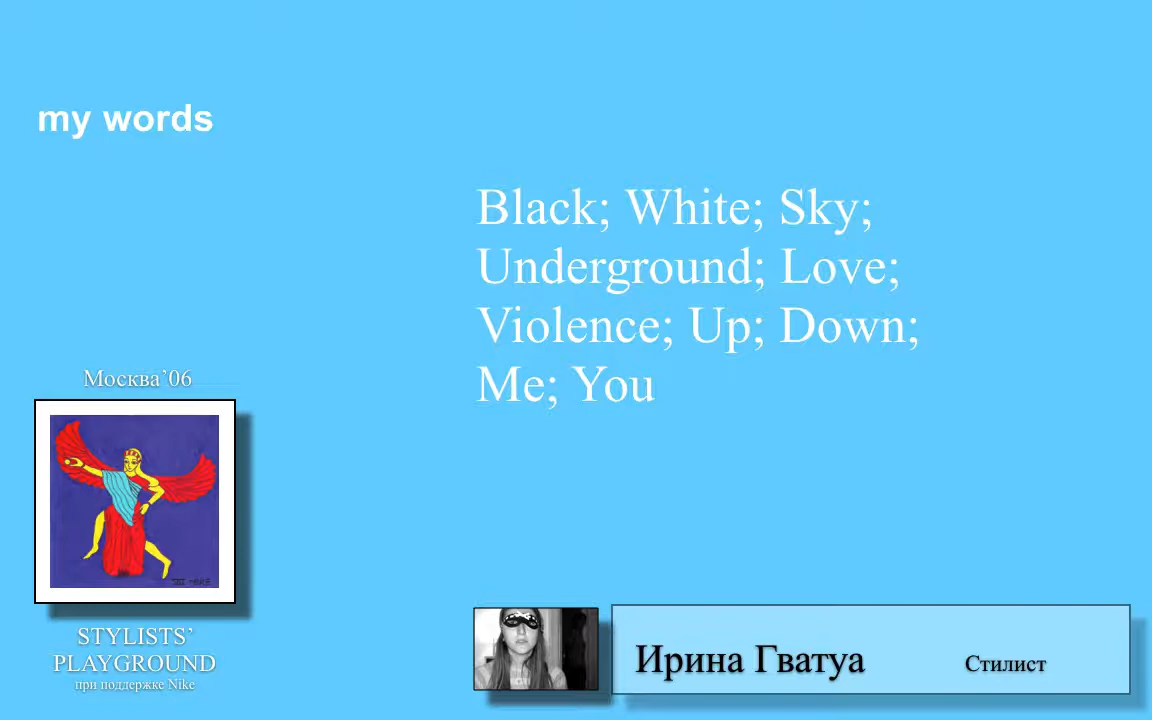 my words
Black; White; Sky;
Underground; Love;
Violence; Up; Down;
Me; You
Москва’06
STYLISTS’
PLAYGROUND
при поддержке Nike
Ирина Гватуа
Стилист